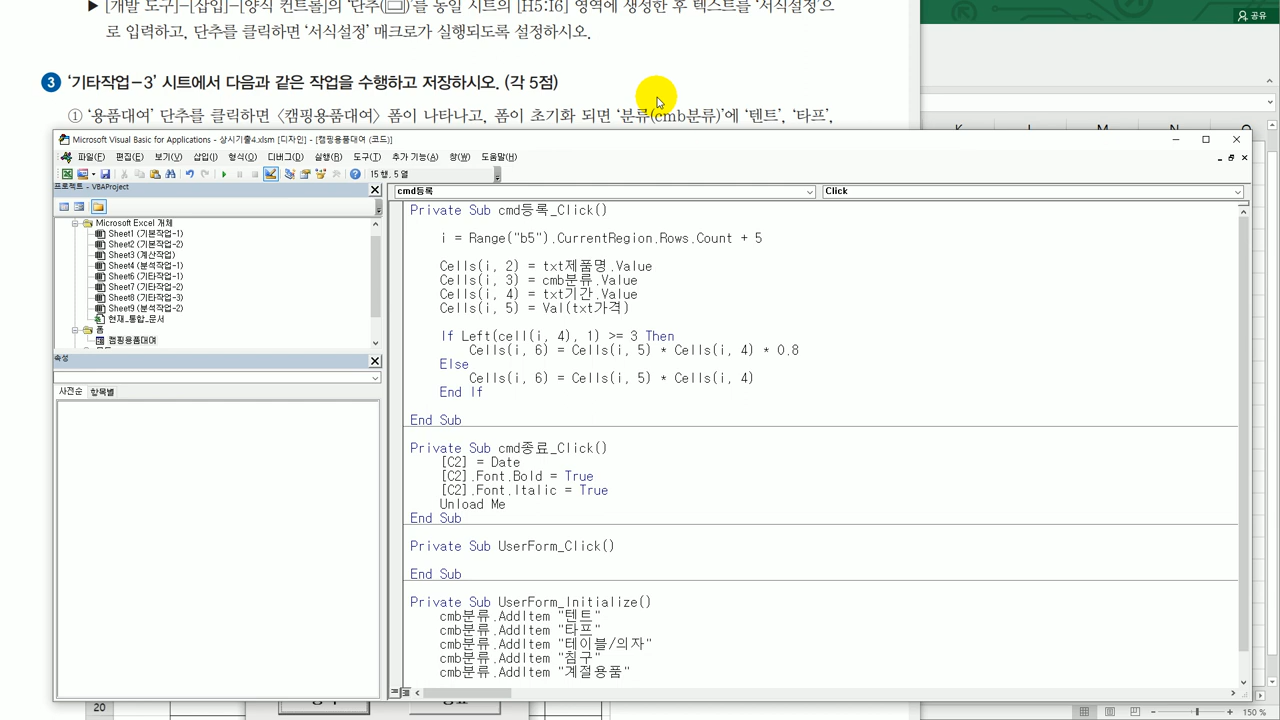 ▶ [개발 도구]-[삽입]-[양식 컨트롤]의 '단추(□)'를 동일 시트의 [H5:I6] 영역에 생성한 후 텍스트를 '서식설정'으
로 입력하고, 단추를 클릭하면 '서식설정' 매크로가 실행되도록 설정하시오.
공유
3 '기타작업-3' 시트에서 다음과 같은 작업을 수행하고 저장하시오. (각 5점)
① '용품대여' 단추를 클릭하면 〈캠핑용품대여〉 폼이 나타나고, 폼이 초기화 되면 '분류(cmb분류)'에 '텐트', '타프',
Microsoft Visual Basic for Applications - 상시기출4.xlsm [디자인] - [캠핑용품대여 (코드)]
파일(F) 편집(E) 보기(V) 삽입(I) 형식(O) 디버그(D) 실행(R) 도구(T) 추가 기능(A) 창(W) 도움말(H)
15 행, 5 열
프로젝트 - VBAProject
cmd등록
Click
Microsoft Excel 개체
Sheet1 (기본작업-1)
Sheet2 (기본작업-2)
Sheet3 (계산작업)
Sheet4 (분석작업-1)
Sheet6 (기타작업-1)
Sheet7 (기타작업-2)
Sheet8 (기타작업-3)
Sheet9 (분석작업-2)
현재_통합_문서
폼
캠핑용품대여
속성
사전순 항목별
Private Sub cmd등록_Click()
i = Range("b5").CurrentRegion.Rows.Count + 5
Cells(i, 2) = txt제품명.Value
Cells(i, 3) = cmb분류.Value
Cells(i, 4) = txt기간.Value
Cells(i, 5) = Val(txt가격)
If Left(cell(i, 4), 1) >= 3 Then
Cells(i, 6) = Cells(i, 5) * Cells(i, 4) * 0.8
Else
Cells(i, 6) = Cells(i, 5) * Cells(i, 4)
End If
End Sub
Private Sub cmd종료_Click()
[C2] = Date
[C2].Font.Bold = True
[C2].Font.Italic = True
Unload Me
End Sub
Private Sub UserForm_Click()
End Sub
Private Sub UserForm_Initialize()
cmb분류.AddItem "텐트"
cmb분류.AddItem "타프"
cmb분류.AddItem "테이블/의자"
cmb분류.AddItem "침구"
cmb분류.AddItem "계절용품"
20
150 %